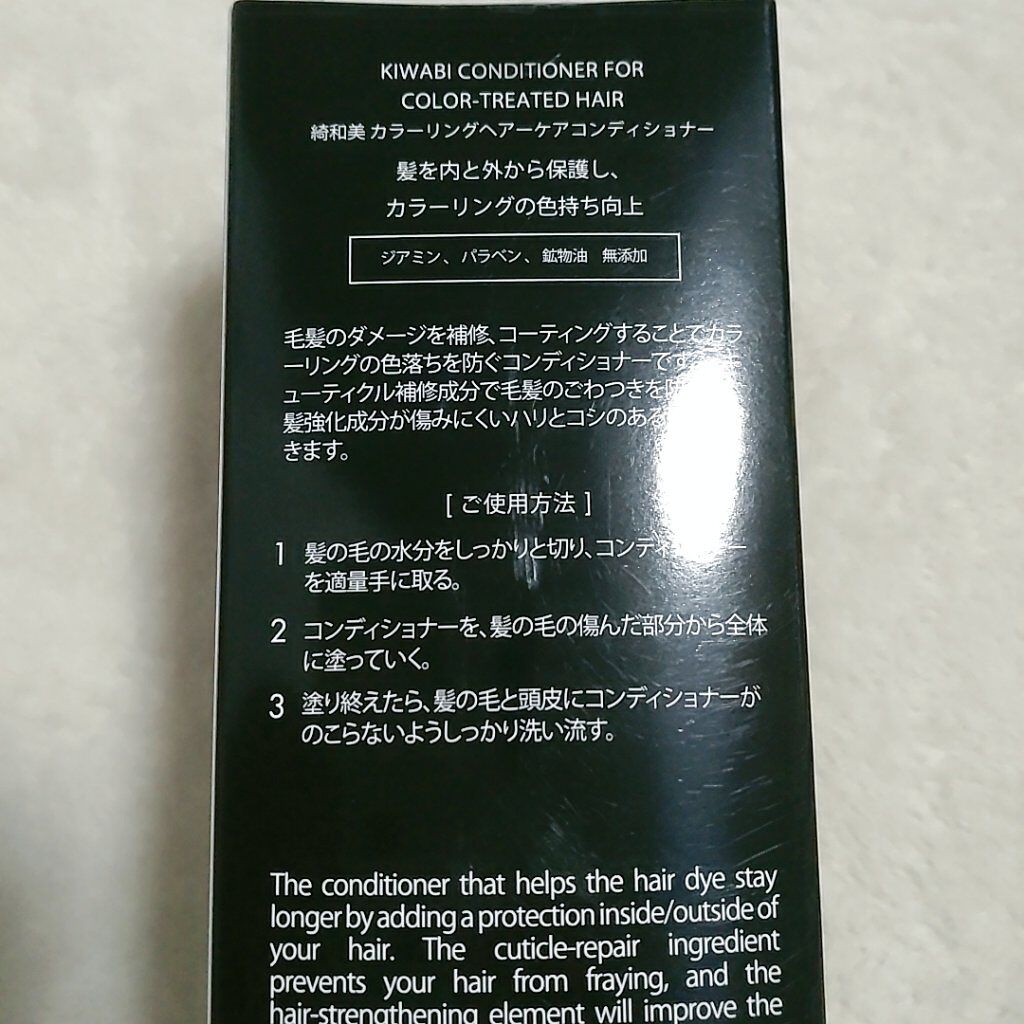 KIWABI CONDITIONER FOR
COLOR-TREATED HAIR
綺和美 カラーリングヘアーケアコンディショナー
髪を内と外から保護し、
カラーリングの色持ち向上
ジアミン、パラベン、鉱物油　無添加
毛髪のダメージを補修、コーティングすることでカラ
ーリングの色落ちを防ぐコンディショナーです
ューティクル補修成分で毛髪のごわつきを
髪強化成分が傷みにくいハリとコシのある
きます。
[ ご使用方法 ]
1 髪の毛の水分をしっかりと切り、コンディショナー
を適量手に取る。
2 コンディショナーを、髪の毛の傷んだ部分から全体
に塗っていく。
3 塗り終えたら、髪の毛と頭皮にコンディショナーが
のこらないようしっかり洗い流す。
The conditioner that helps the hair dye stay
longer by adding a protection inside/outside of
your hair. The cuticle-repair ingredient
prevents your hair from fraying, and the
hair-strengthening element will improve the